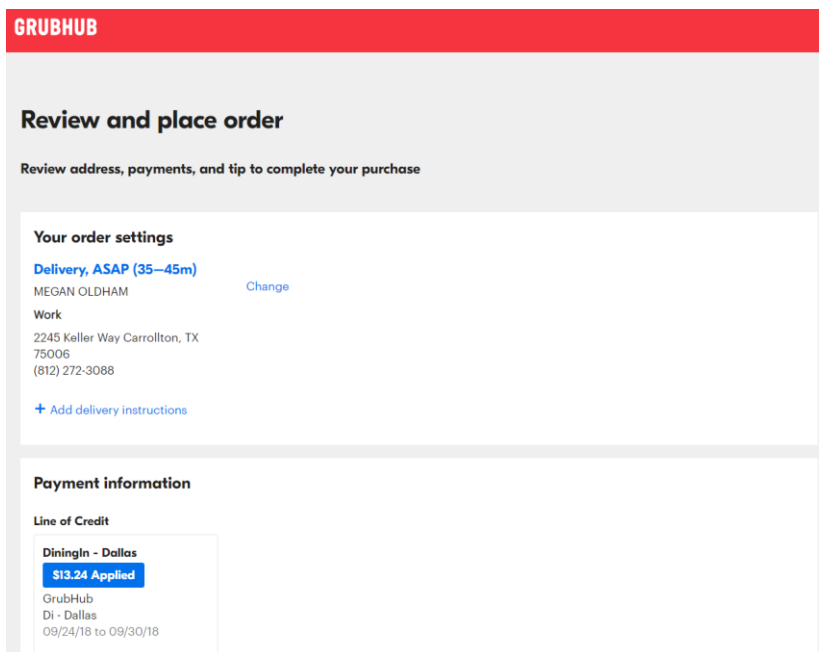 GRUBHUB
Review and place order
Review address, payments, and tip to complete your purchase
Your order settings
Delivery, ASAP (35–45m)
MEGAN OLDHAM
Change
Work
2245 Keller Way Carrollton, TX
75006
(812) 272-3088
+ Add delivery instructions
Payment information
Line of Credit
DiningIn - Dallas
$13.24 Applied
GrubHub
Di - Dallas
09/24/18 to 09/30/18